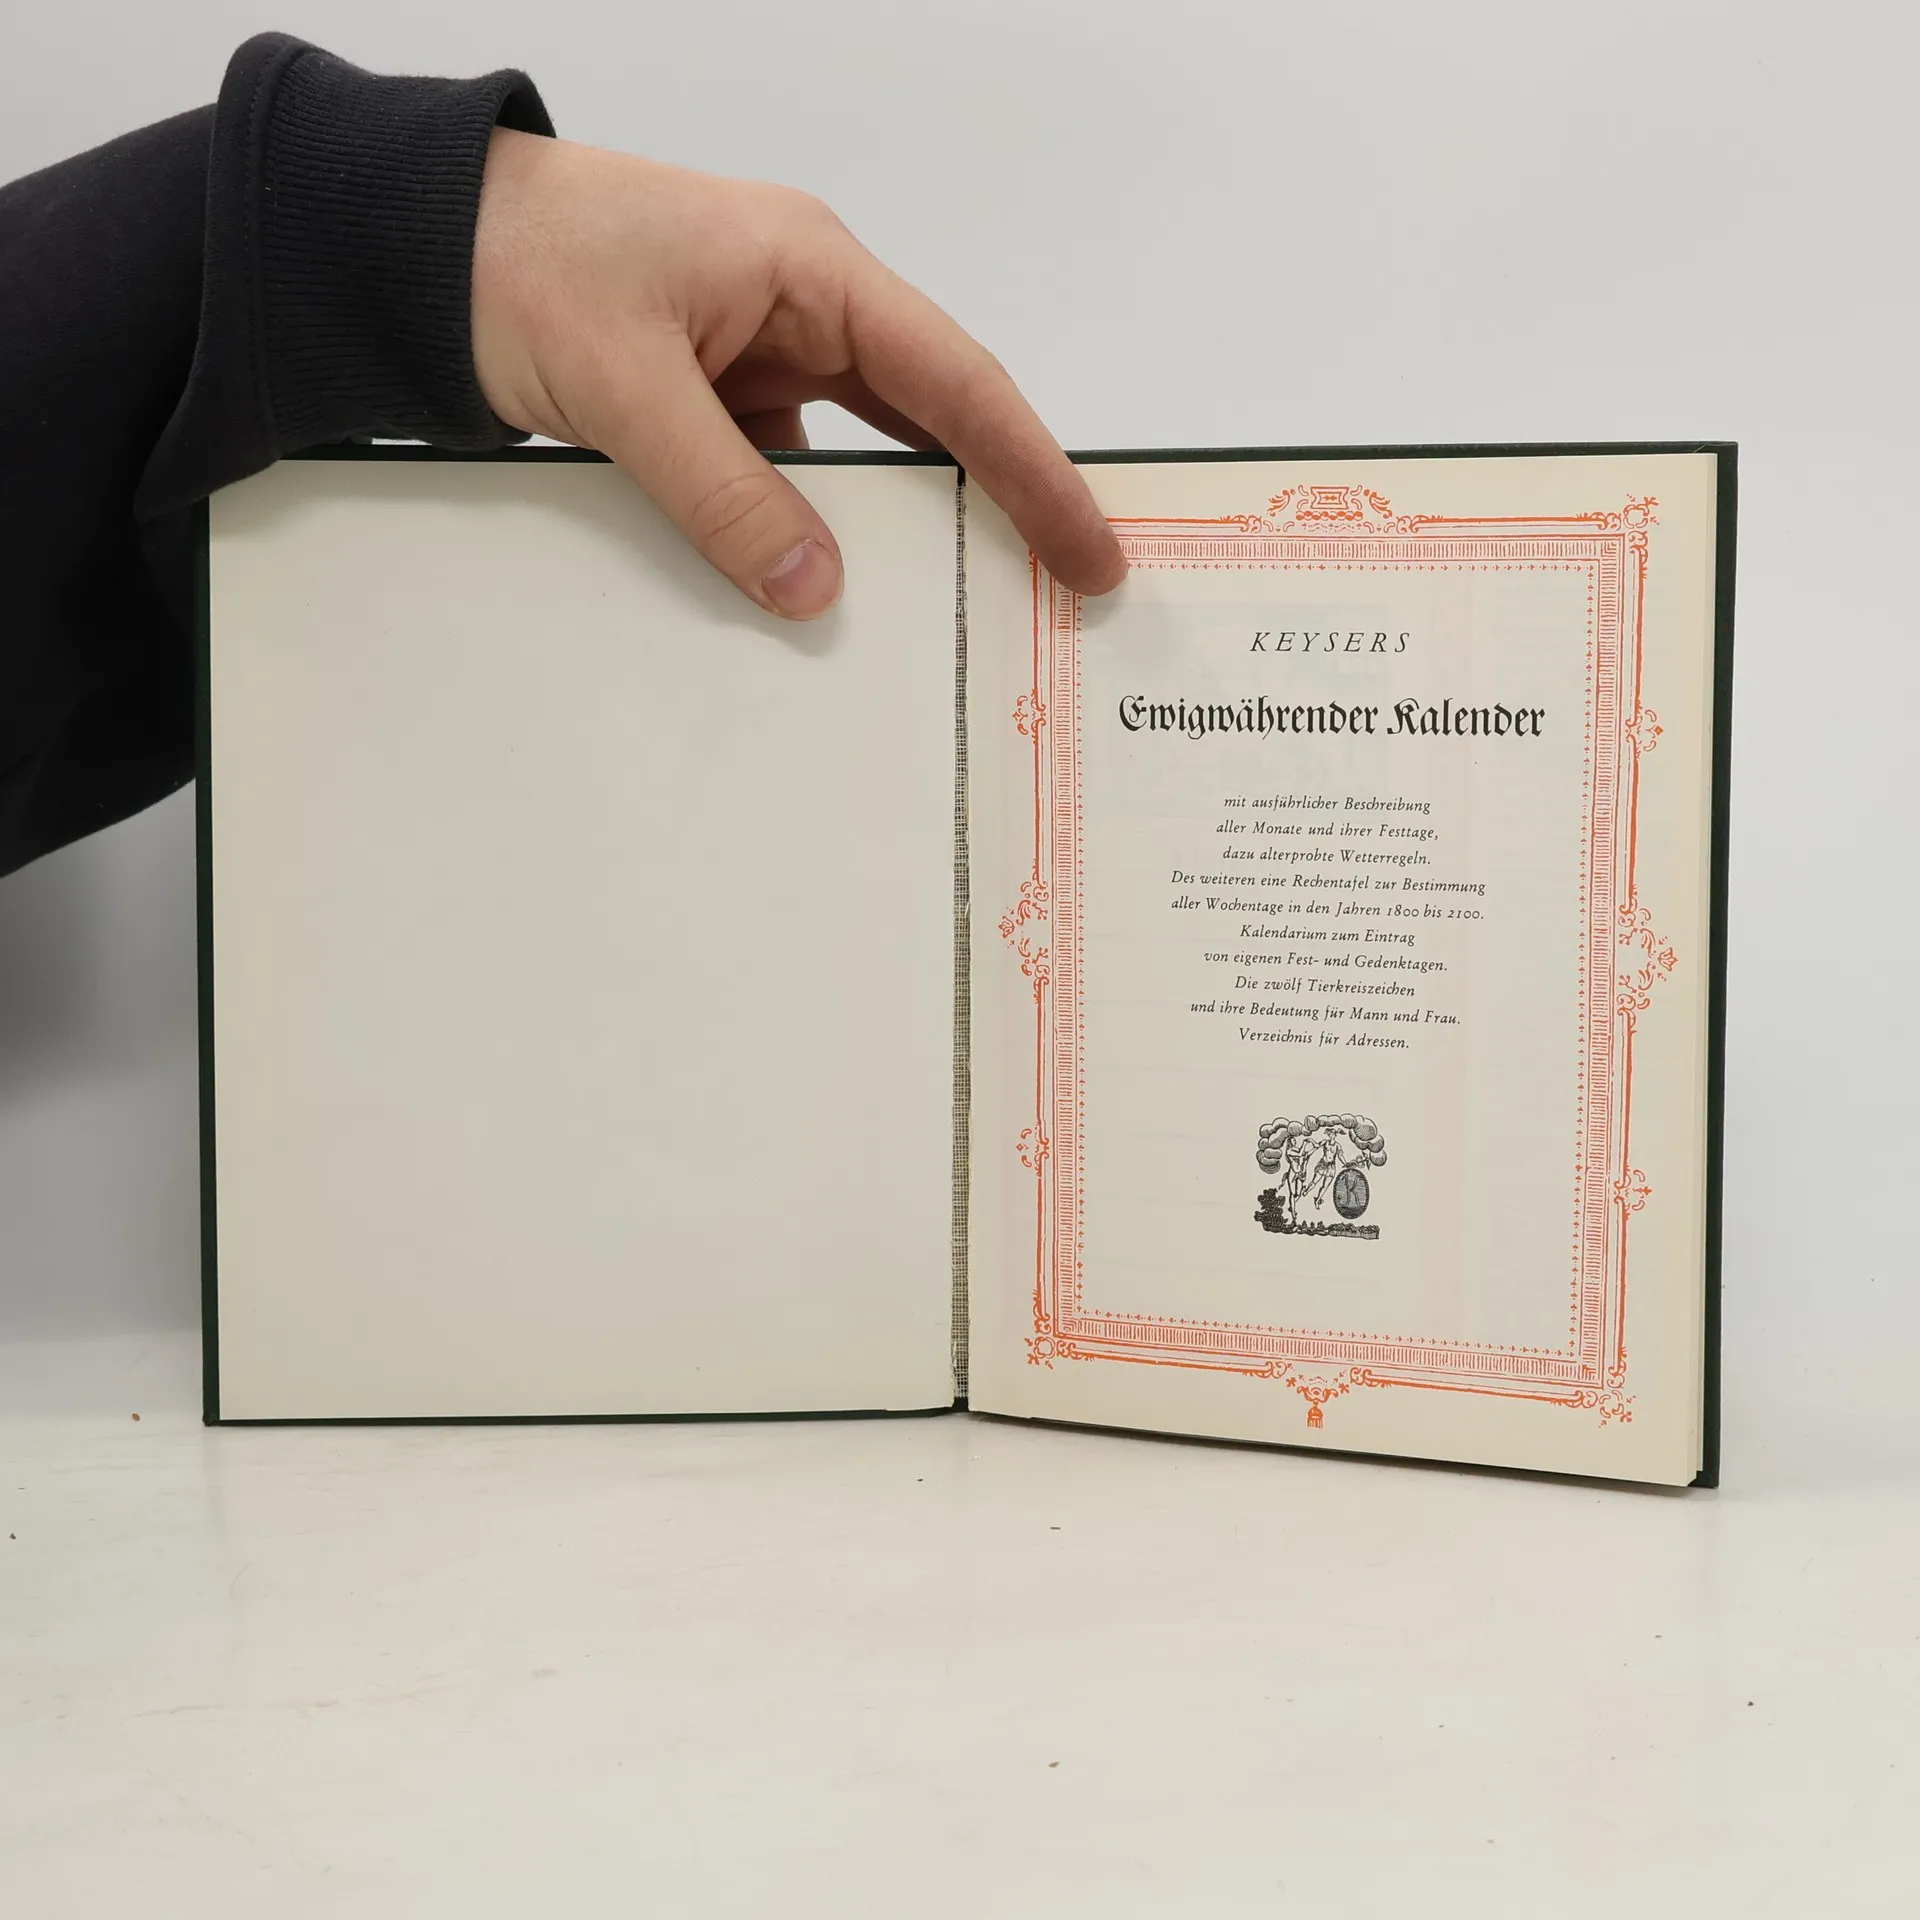 KEYSERS
Ewigwährender Kalender
mit ausführlicher Beschreibung
aller Monate und ihrer Festtage,
dazu alterprobte Wetterregeln.
Des weiteren eine Rechentafel zur Bestimmung
aller Wochentage in den Jahren 1800 bis 2100.
Kalendarium zum Eintrag
von eigenen Fest- und Gedenktagen.
Die zwölf Tierkreiszeichen
und ihre Bedeutung für Mann und Frau.
Verzeichnis für Adressen.
K